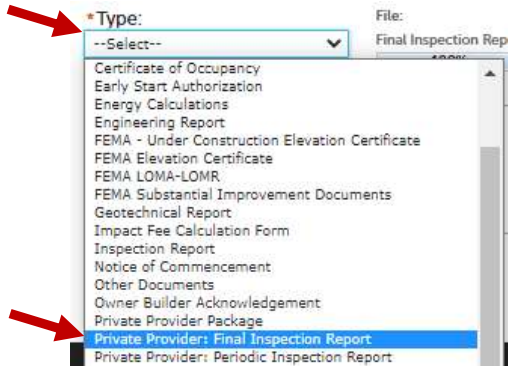 *Type:
File:
--Select--
Final Inspection Rep
100%
Certificate of Occupancy
Early Start Authorization
Energy Calculations
Engineering Report
FEMA - Under Construction Elevation Certificate
FEMA Elevation Certificate
FEMA LOMA-LOMR
FEMA Substantial Improvement Documents
Geotechnical Report
Impact Fee Calculation Form
Inspection Report
Notice of Commencement
Other Documents
Owner Builder Acknowledgement
Private Provider Package
Private Provider: Final Inspection Report
Private Provider: Periodic Inspection Report